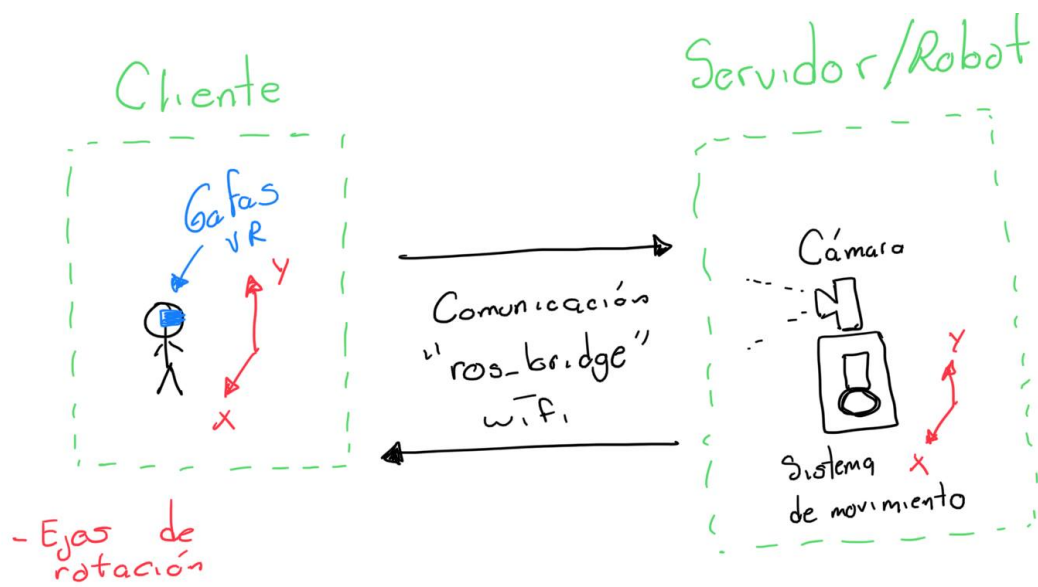 Cliente
Gafas
VR
Y
X
- Ejes de
rotación
Comunicación
"ros_bridge"
wifi
Servidor/Robot
Cámara
Y
X
Sistema
de movimiento